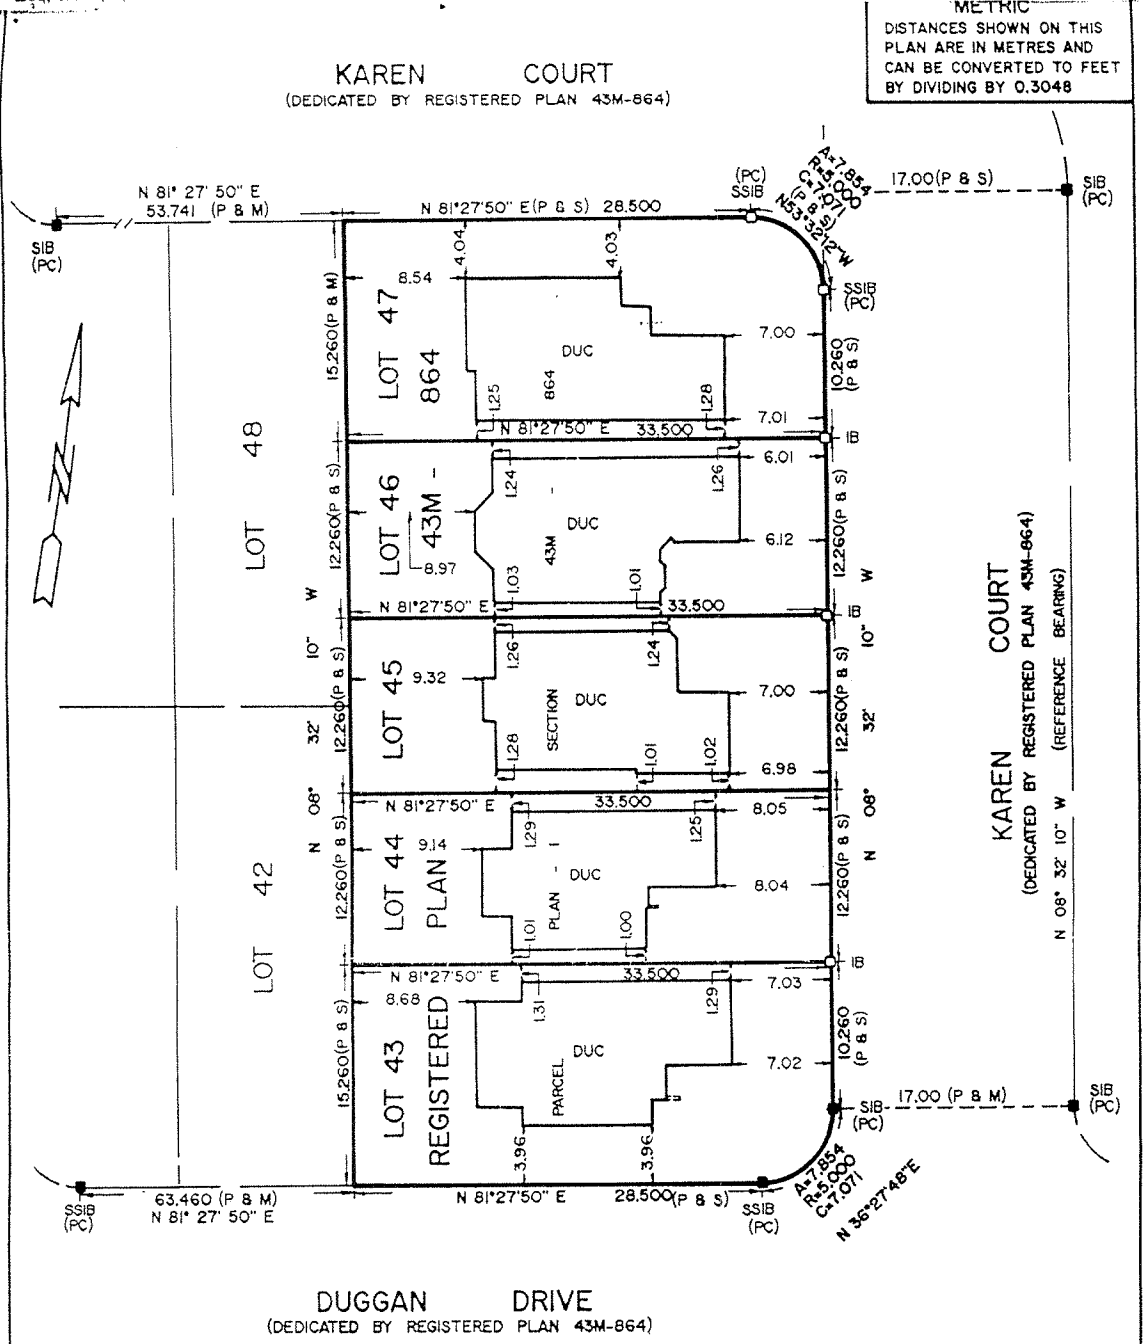 METRIC
DISTANCES SHOWN ON THIS
PLAN ARE IN METRES AND
CAN BE CONVERTED TO FEET
BY DIVIDING BY 0.3048
KAREN COURT
(DEDICATED BY REGISTERED PLAN 43M-864)
N 81° 27' 50" E
53.741 (P & M)
SIB
(PC)
N 81°27'50" E(P & S) 28.500
(PC)
SSIB
A=7.854
R=5.000
C=7.071
(P & S)
N53°32'12"W
17.00(P & S)
SIB
(PC)
SSIB
(PC)
4.04
4.03
8.54
15.260(P & M)
LOT 47
864
DUC
864
7.00
10.260
(P & S)
1.25
1.28
7.01
N 81°27'50" E 33.500
IB
LOT 48
12.260(P & S)
LOT 46
43M -
8.97
1.24
1.26
6.01
DUC
43M -
6.12
12.260(P & S)
1.03
1.01
N 81°27'50" E 33.500
IB
N 08° 32' 10" W
12.260(P & S)
LOT 45
9.32
1.26
1.24
DUC
SECTION
7.00
12.260(P & S)
N 08° 32' 10" W
1.28
1.01
1.02
6.98
N 81°27'50" E 33.500
LOT 42
12.260(P & S)
LOT 44
PLAN
9.14
1.29
1.25
8.05
DUC
PLAN - 1
8.04
12.260(P & S)
1.01
1.00
N 81°27'50" E 33.500
IB
15.260(P & S)
LOT 43
REGISTERED
8.68
1.31
1.29
7.03
DUC
PARCEL
7.02
10.260
(P & S)
3.96
3.96
SIB
(PC)
17.00 (P & M)
SIB
(PC)
KAREN COURT
(DEDICATED BY REGISTERED PLAN 43M-864)
N 08° 32' 10" W (REFERENCE BEARING)
SSIB
(PC)
63.460 (P & M)
N 81° 27' 50" E
N 81°27'50" E 28.500(P & S)
SSIB
(PC)
A=7.854
R=5.000
C=7.071
N 36°27'48"E
DUGGAN DRIVE
(DEDICATED BY REGISTERED PLAN 43M-864)